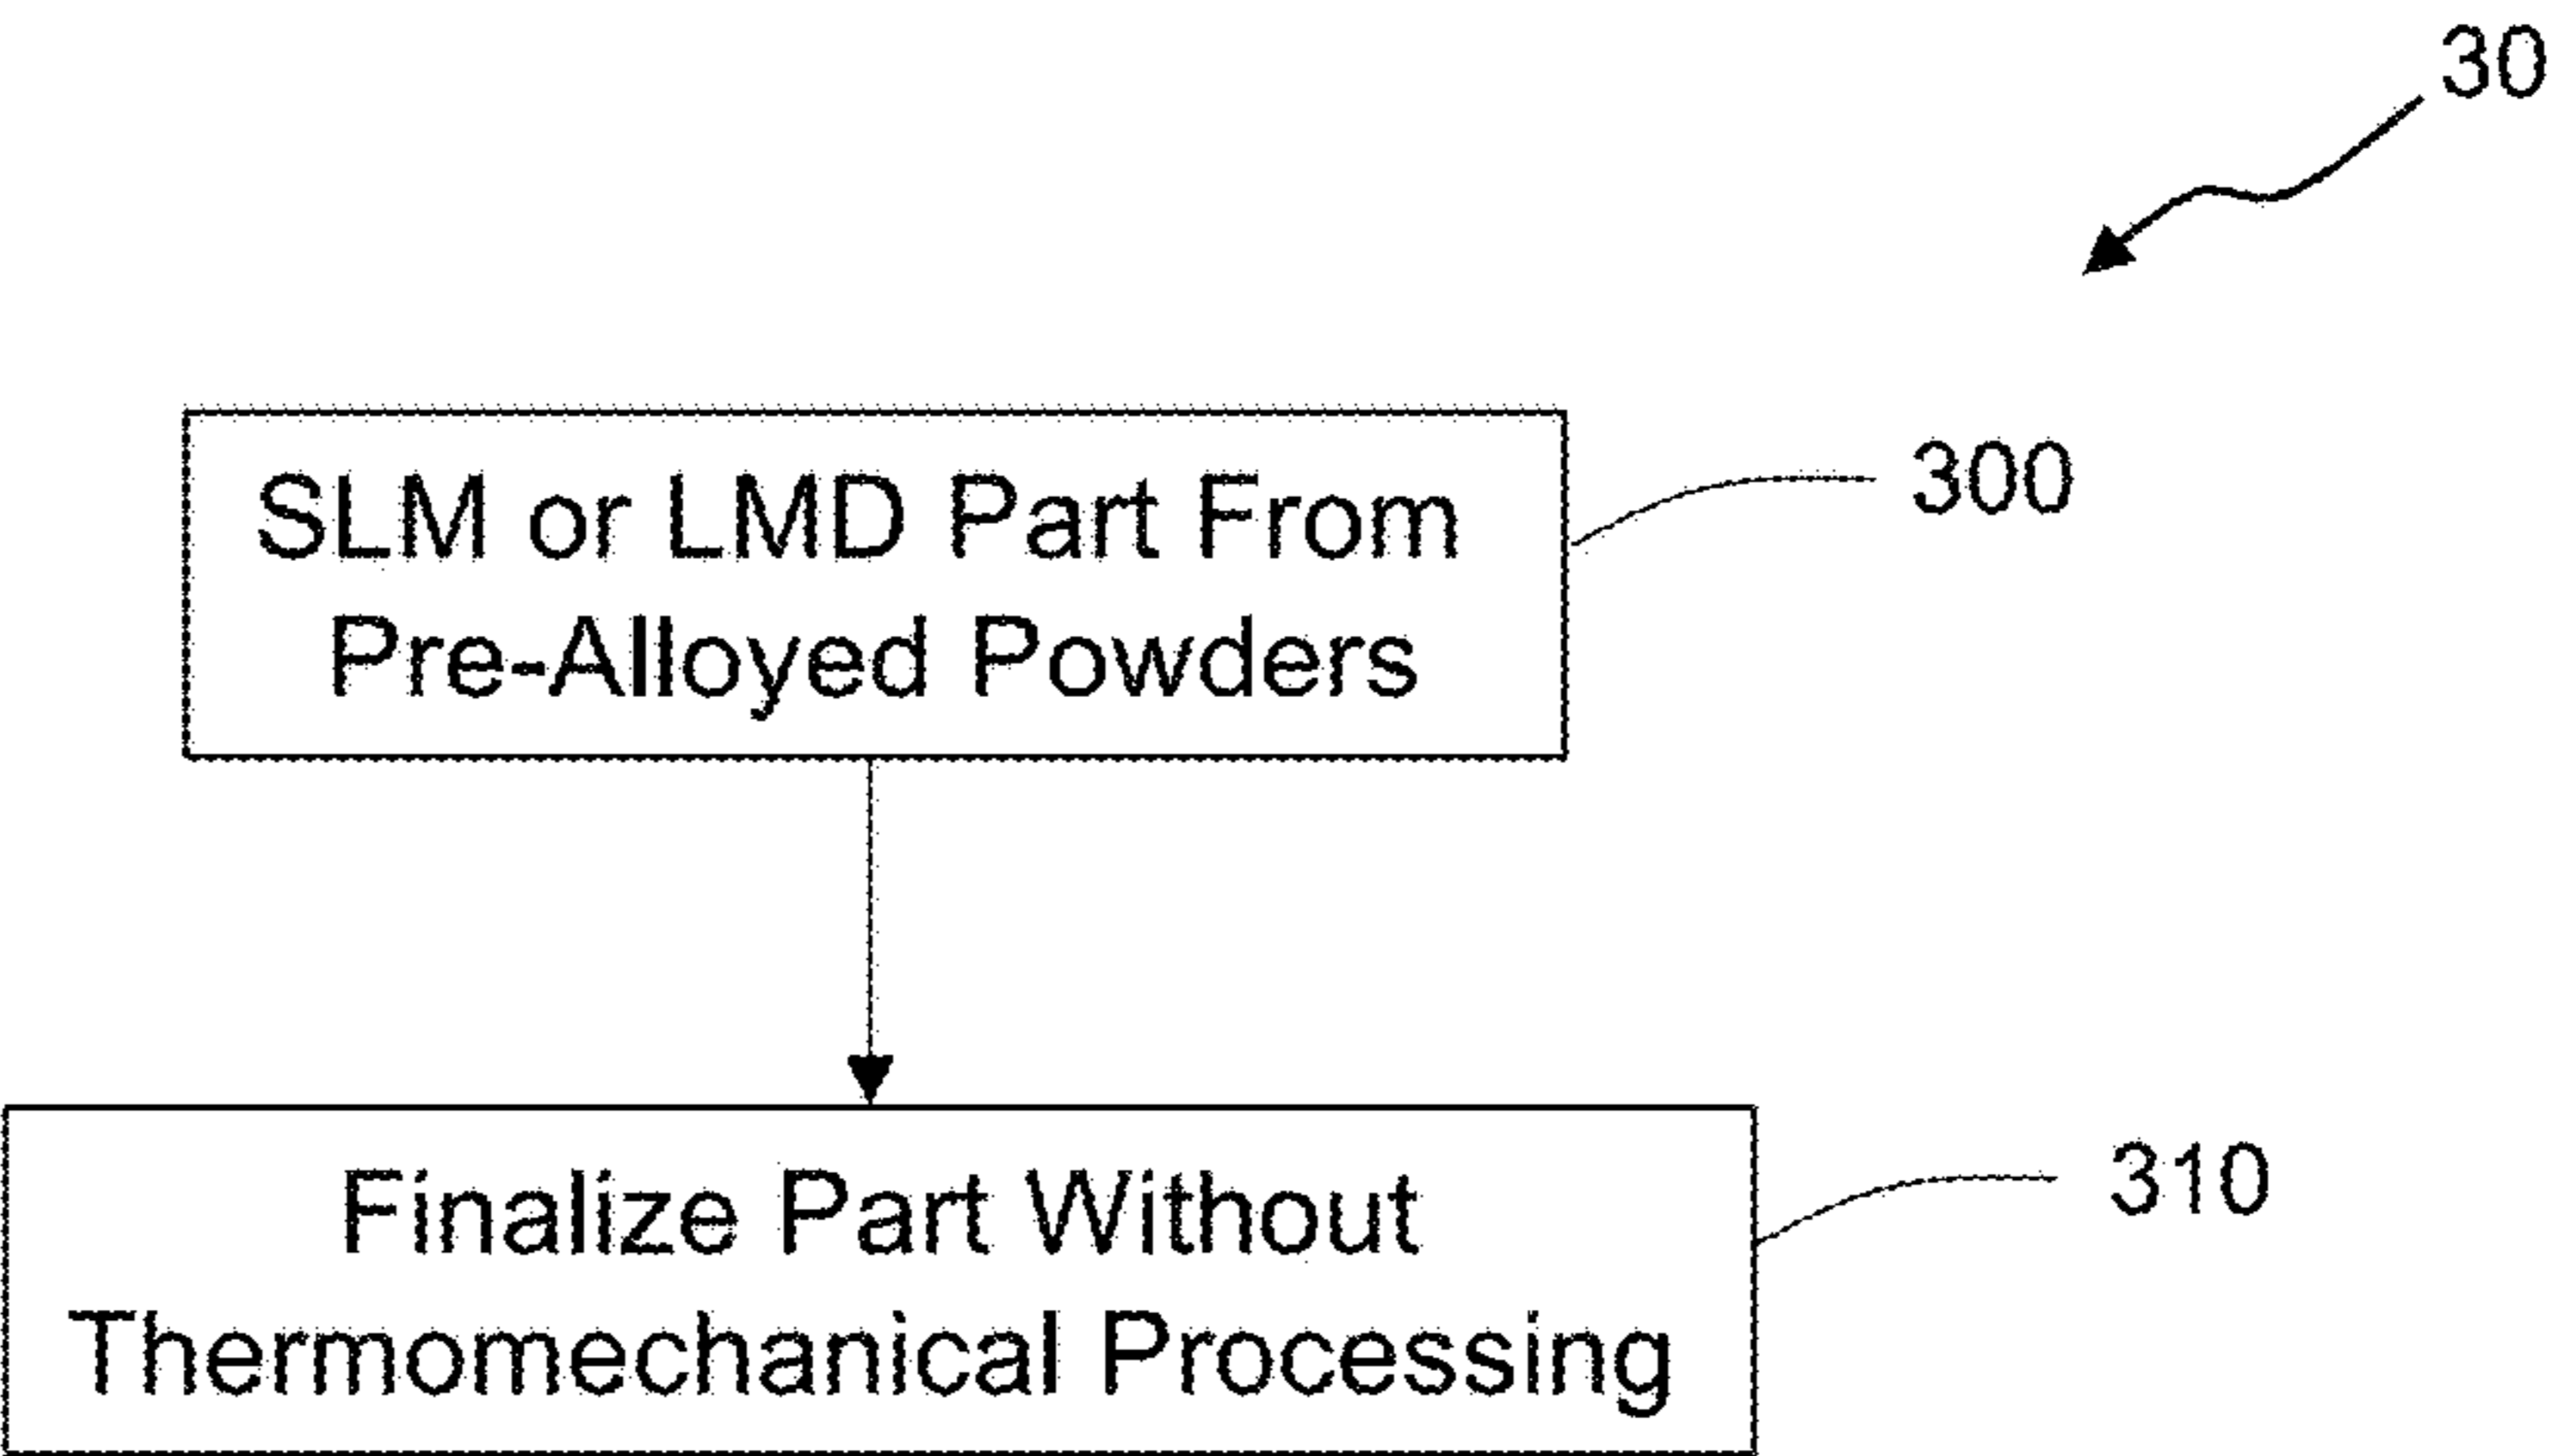 30
SLM or LMD Part From
Pre-Alloyed Powders
300
Finalize Part Without
Thermomechanical Processing
310